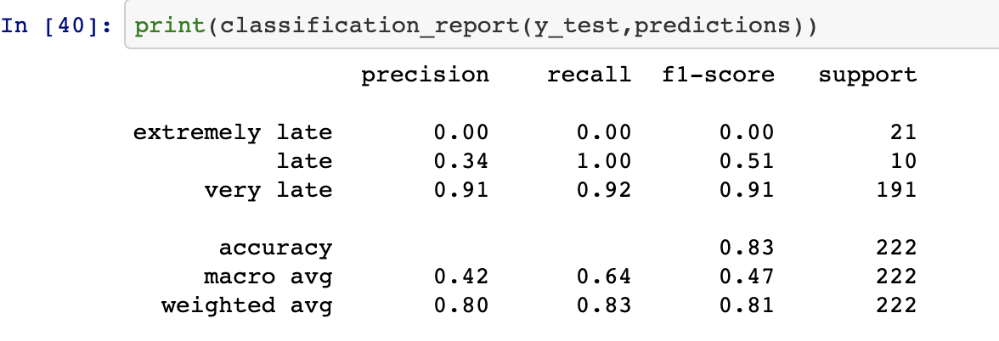 In [40]: print(classification_report(y_test,predictions))
precision recall f1-score support
extremely late 0.00 0.00 0.00 21
late 0.34 1.00 0.51 10
very late 0.91 0.92 0.91 191
accuracy 0.83 222
macro avg 0.42 0.64 0.47 222
weighted avg 0.80 0.83 0.81 222